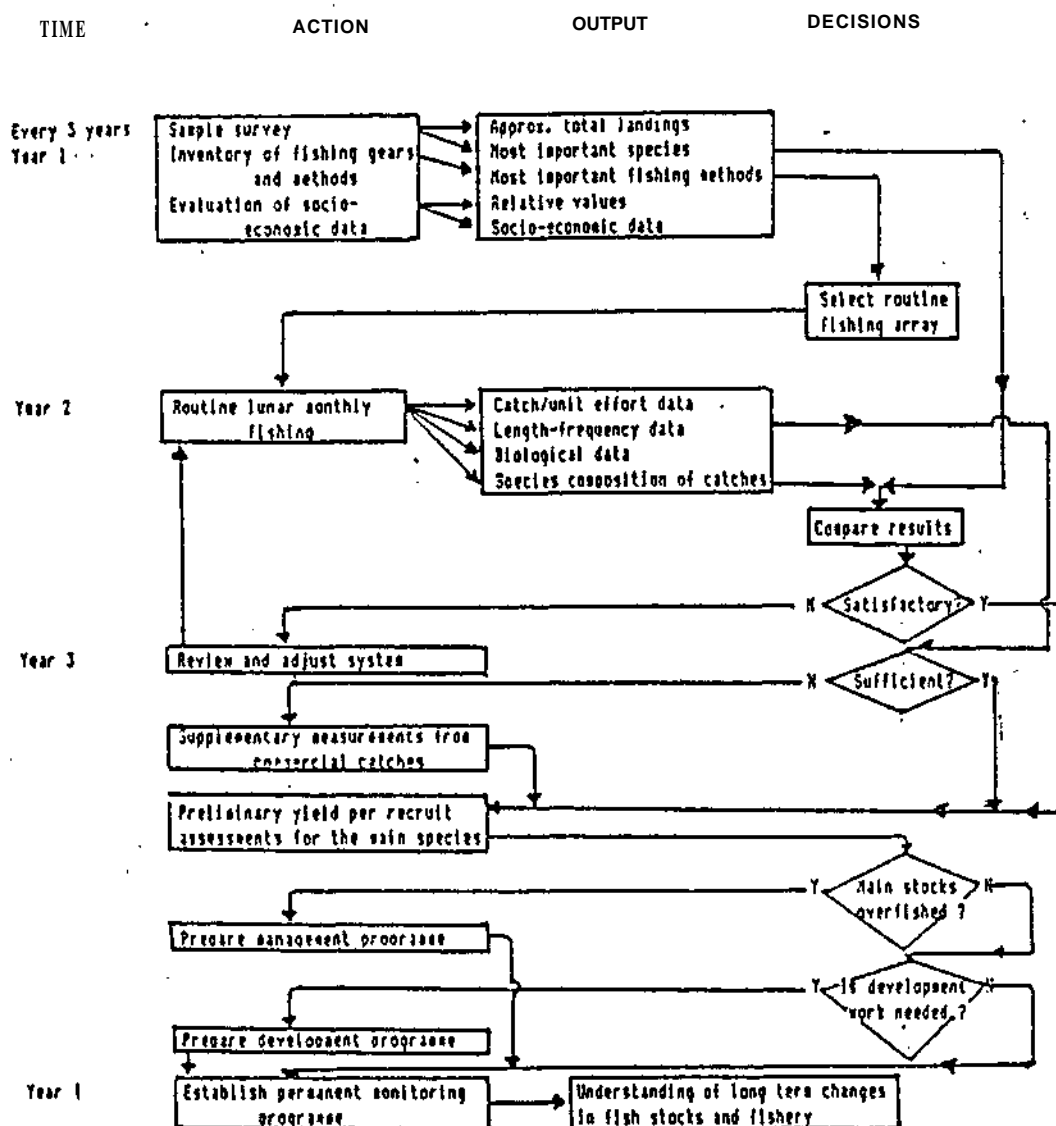 TIME ACTION OUTPUT DECISIONS
Every 3 years
Year 1
Sample survey
Inventory of fishing gears
and methods
Evaluation of socio-
economic data
Approx. total landings
Most important species
Most important fishing methods
Relative values
Socio-economic data
Select routine
fishing array
Year 2
Routine lunar monthly
fishing
Catch/unit effort data
Length-frequency data
Biological data
Species composition of catches
Compare results
N Satisfactory? Y
Year 3
Review and adjust system
N Sufficient? Y
Supplementary measurements from
commercial catches
Preliminary yield per recruit
assessments for the main species
Y Main stocks N
overfished ?
Prepare management programme
Y Is development N
work needed ?
Prepare development programme
Year
Establish permanent monitoring
programme
Understanding of long term changes
in fish stocks and fishery